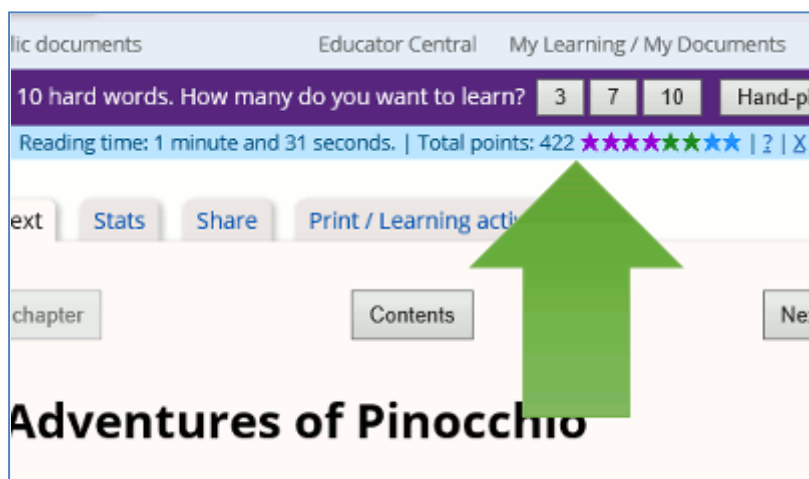 lic documents Educator Central My Learning / My Documents
10 hard words. How many do you want to learn? 3 7 10 Hand-pi
Reading time: 1 minute and 31 seconds. | Total points: 422 ★★★★★★★★ | ? | X
ext Stats Share Print / Learning acti
chapter Contents Ne
Adventures of Pinocchio